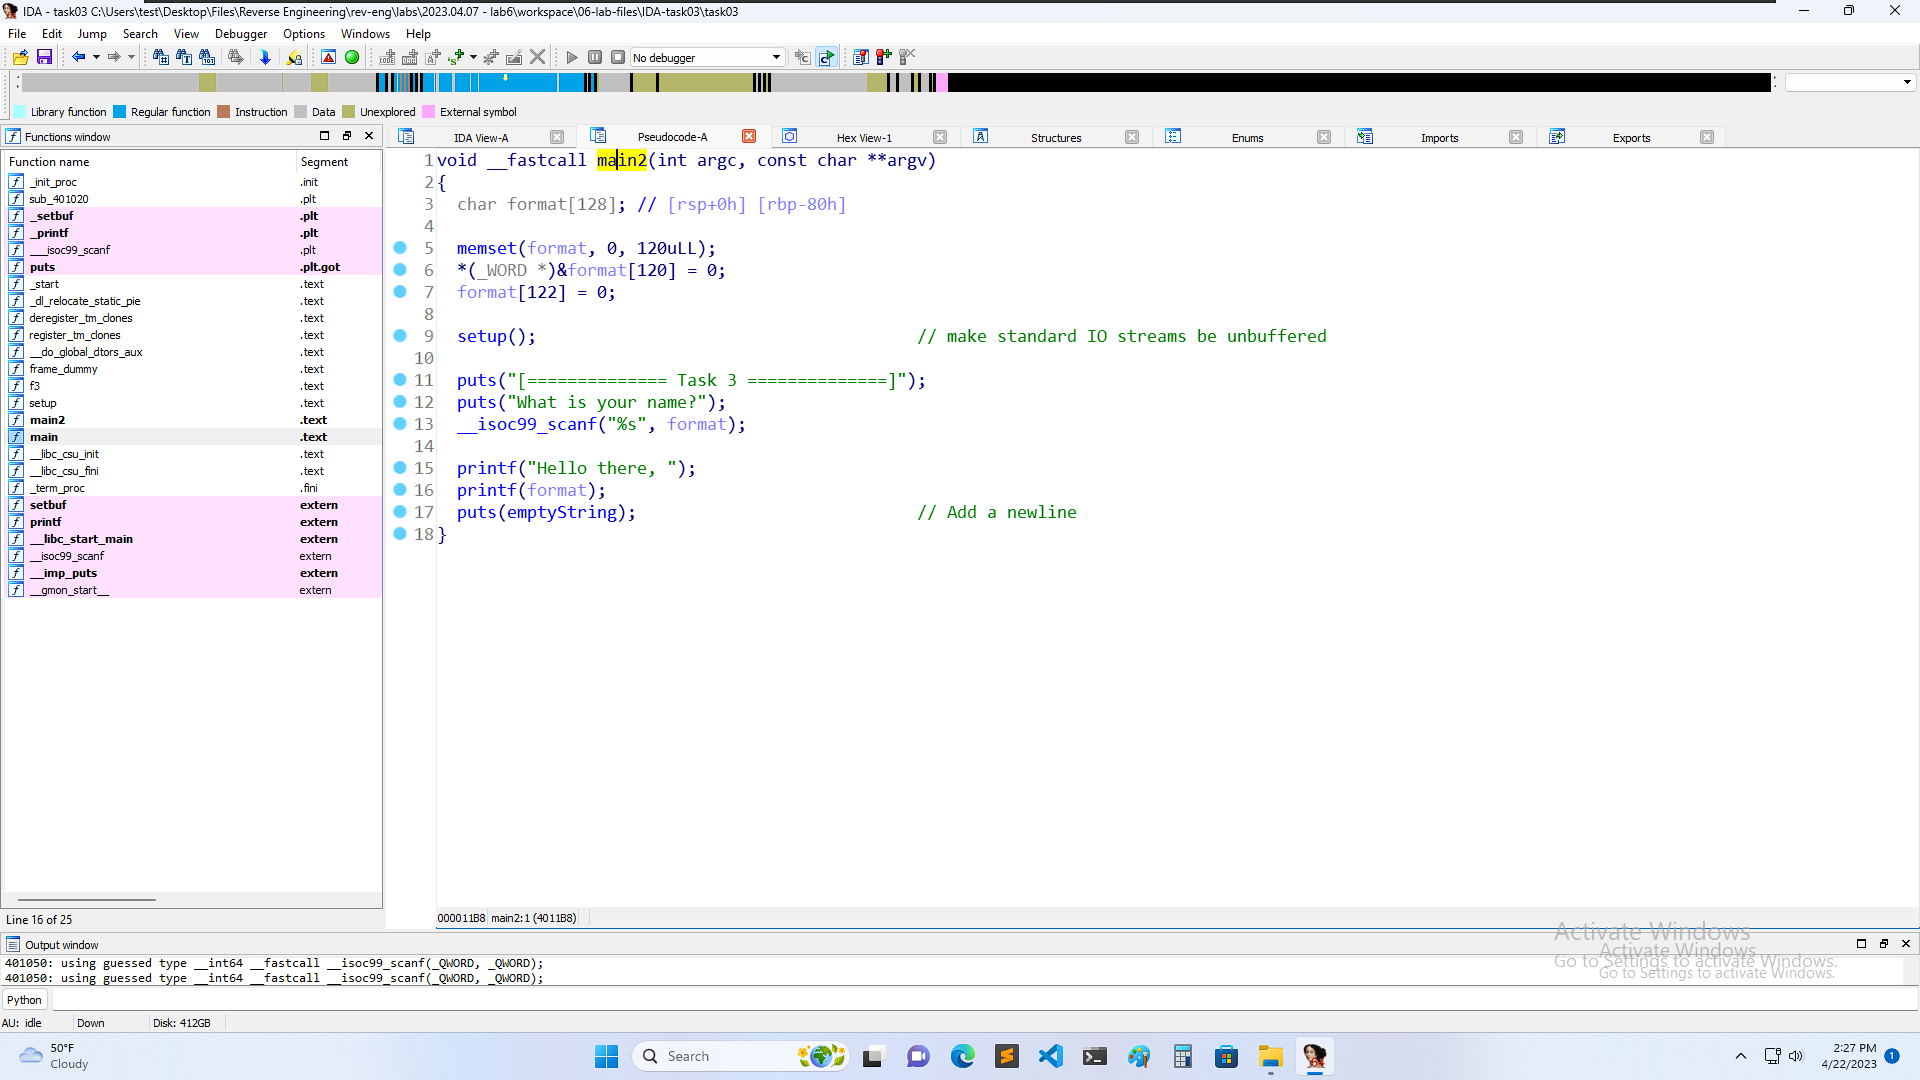 IDA - task03 C:\Users\test\Desktop\Files\Reverse Engineering\rev-eng\labs\2023.04.07 - lab6\workspace\06-lab-files\IDA-task03\task03
File Edit Jump Search View Debugger Options Windows Help
No debugger
Library function Regular function Instruction Data Unexplored External symbol
Functions window
IDA View-A Pseudocode-A Hex View-1 Structures Enums Imports Exports
Function name Segment
_init_proc .init
sub_401020 .plt
_setbuf .plt
_printf .plt
___isoc99_scanf .plt
puts .plt.got
_start .text
_dl_relocate_static_pie .text
deregister_tm_clones .text
register_tm_clones .text
__do_global_dtors_aux .text
frame_dummy .text
f3 .text
setup .text
main2 .text
main .text
__libc_csu_init .text
__libc_csu_fini .text
_term_proc .fini
setbuf extern
printf extern
__libc_start_main extern
__isoc99_scanf extern
__imp_puts extern
__gmon_start__ extern
Line 16 of 25
1 void __fastcall main2(int argc, const char **argv)
2 {
3 char format[128]; // [rsp+0h] [rbp-80h]
4
5 memset(format, 0, 120uLL);
6 *(_WORD *)&format[120] = 0;
7 format[122] = 0;
8
9 setup(); // make standard IO streams be unbuffered
10
11 puts("[============== Task 3 ==============]");
12 puts("What is your name?");
13 __isoc99_scanf("%s", format);
14
15 printf("Hello there, ");
16 printf(format);
17 puts(emptyString); // Add a newline
18 }
000011B8 main2:1 (4011B8)
Output window
401050: using guessed type __int64 __fastcall __isoc99_scanf(_QWORD, _QWORD);
401050: using guessed type __int64 __fastcall __isoc99_scanf(_QWORD, _QWORD);
Activate Windows
Go to Settings to activate Windows.
Activate Windows
Go to Settings to activate Windows.
Python
AU: idle Down Disk: 412GB
50°F
Cloudy
Search
2:27 PM
4/22/2023
1